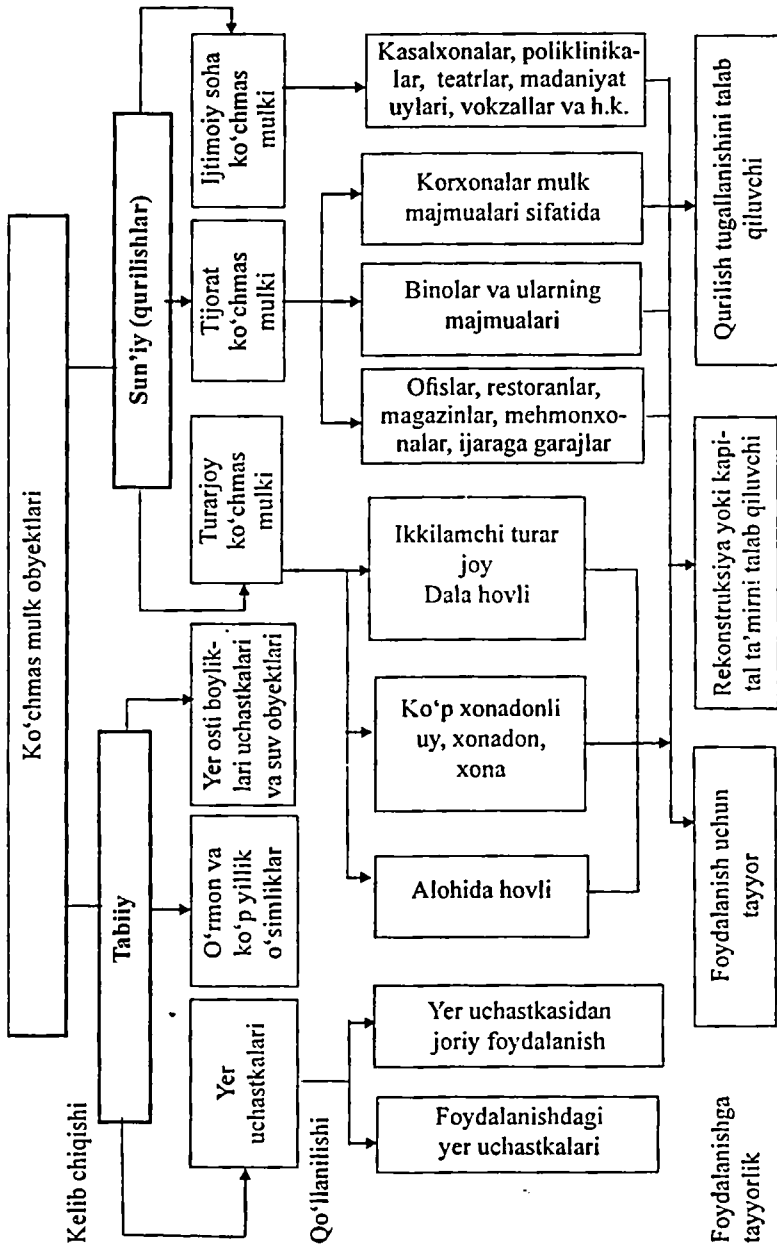 Ko‘chmas mulk obyektlari
Kelib chiqishi
Tabiiy
Sun’iy (qurilishlar)
Yer
uchastkalari
O‘rmon va
ko‘p yillik
o‘simliklar
Yer osti boylik-
lari uchastkalari
va suv obyektlari
Turarjoy
ko‘chmas
mulki
Tijorat
ko‘chmas
mulki
Ijtimoiy soha
ko‘chmas
mulki
Qo‘llanilishi
Foydalanishdagi
yer uchastkalari
Yer uchastkasidan
joriy foydalanish
Alohida hovli
Ko‘p xonadonli
uy, xonadon,
xona
Ikkilamchi turar
joy
Dala hovli
Ofislar, restoranlar,
magazinlar, mehmonxo-
nalar, ijaraga garajlar
Binolar va ularning
majmualari
Korxonalar mulk
majmualari sifatida
Kasalxonalar, poliklinika-
lar, teatrlar, madaniyat
uylari, vokzallar va h.k.
Foydalanishga
tayyorlik
Foydalanish uchun
tayyor
Rekonstruksiya yoki kapi-
tal ta’mirni talab qiluvchi
Qurilish tugallanishini talab
qiluvchi